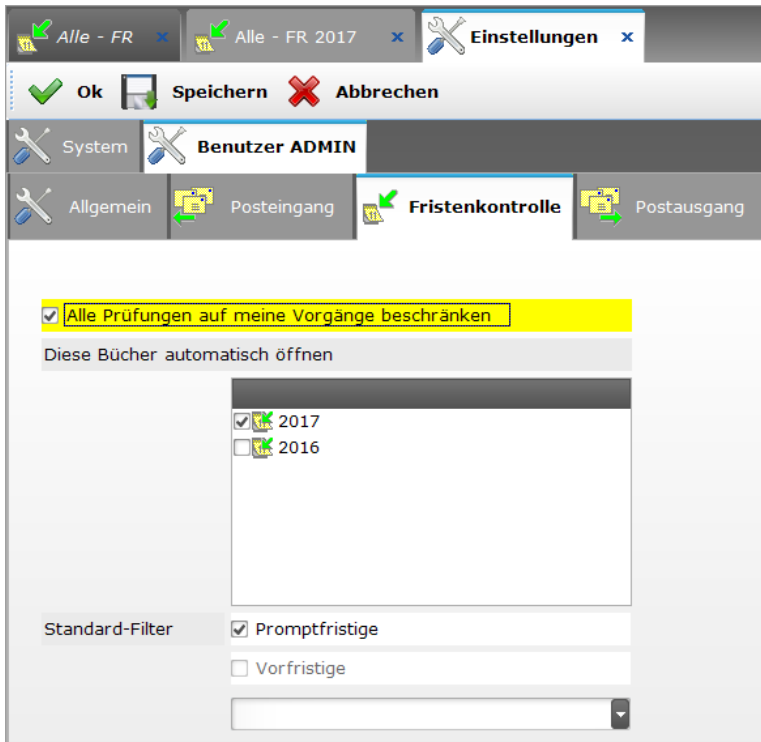 Alle - FR x Alle - FR 2017 x Einstellungen x
Ok Speichern Abbrechen
System Benutzer ADMIN
Allgemein Posteingang Fristenkontrolle Postausgang
Alle Prüfungen auf meine Vorgänge beschränken
Diese Bücher automatisch öffnen
2017
2016
Standard-Filter Promptfristige
Vorfristige